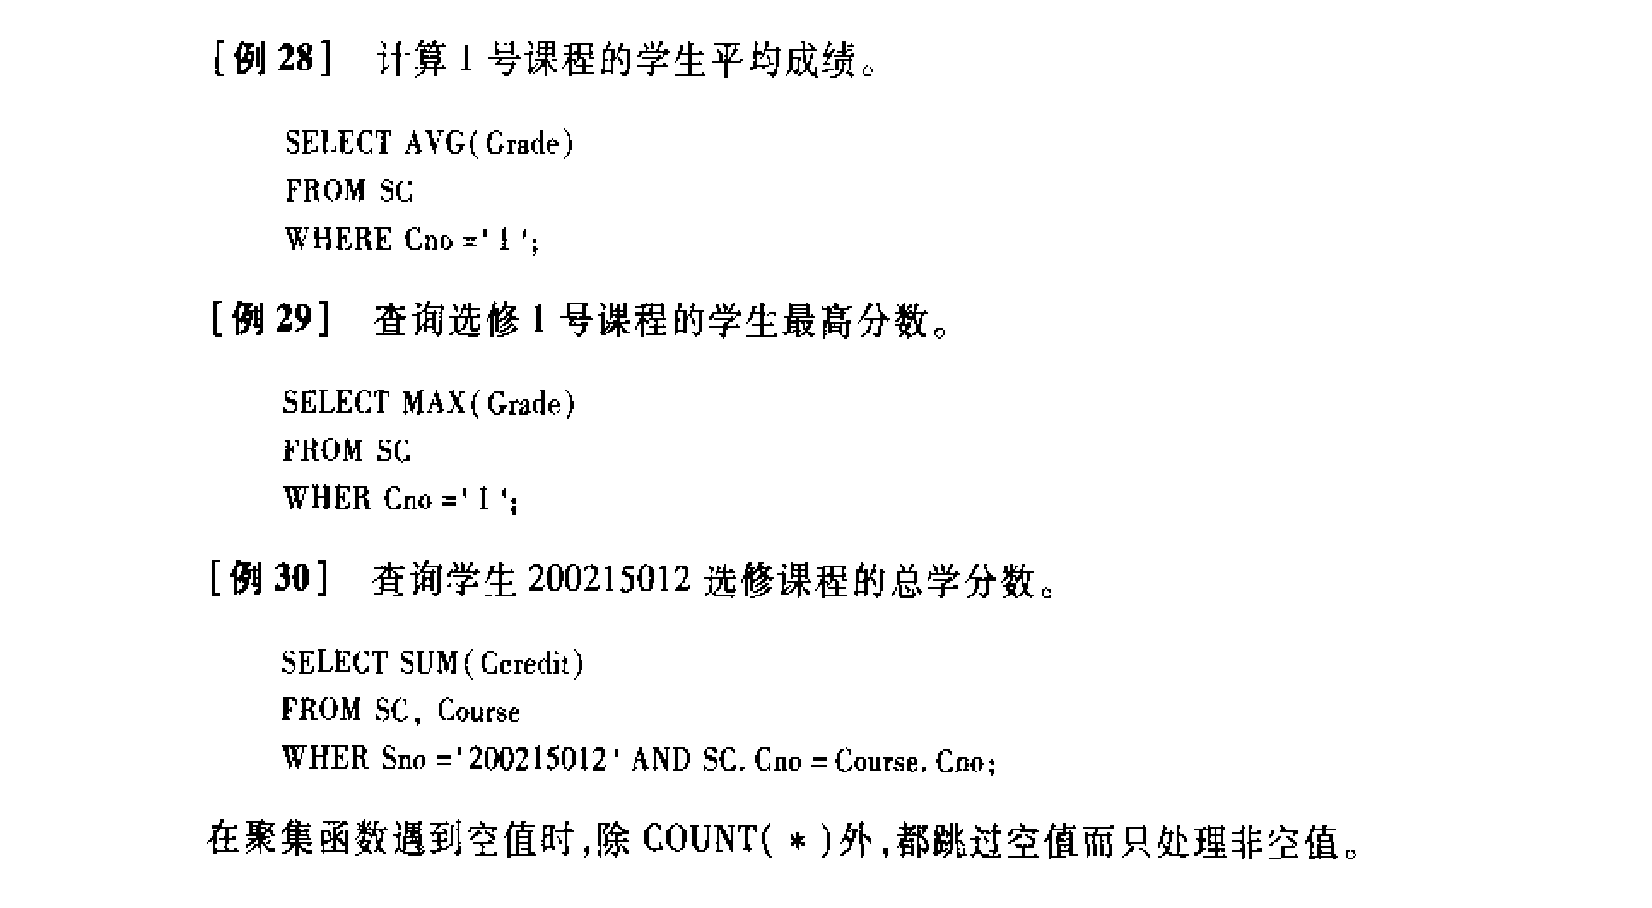 [例 28] 计算 1 号课程的学生平均成绩。
SELECT AVG(Grade)
FROM SC
WHERE Cno='1';
[例 29] 查询选修 1 号课程的学生最高分数。
SELECT MAX(Grade)
FROM SC
WHER Cno='1';
[例 30] 查询学生 200215012 选修课程的总学分数。
SELECT SUM(Ccredit)
FROM SC, Course
WHER Sno='200215012' AND SC.Cno=Course.Cno;
在聚集函数遇到空值时,除 COUNT(*)外,都跳过空值而只处理非空值。